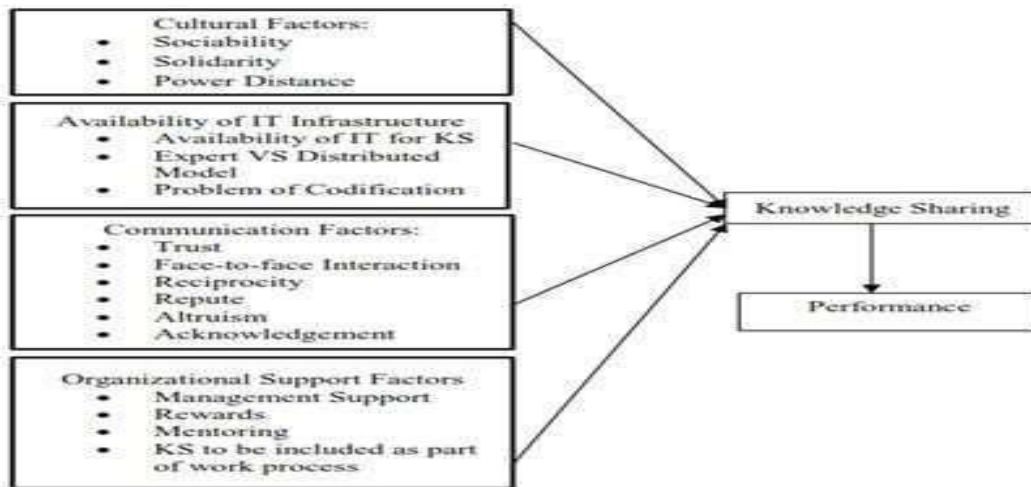 Cultural Factors:
• Sociability
• Solidarity
• Power Distance
Availability of IT Infrastructure
• Availability of IT for KS
• Expert VS Distributed
Model
• Problem of Codification
Communication Factors:
• Trust
• Face-to-face Interaction
• Reciprocity
• Repute
• Altruism
• Acknowledgement
Organizational Support Factors
• Management Support
• Rewards
• Mentoring
• KS to be included as part
of work process
Knowledge Sharing
Performance